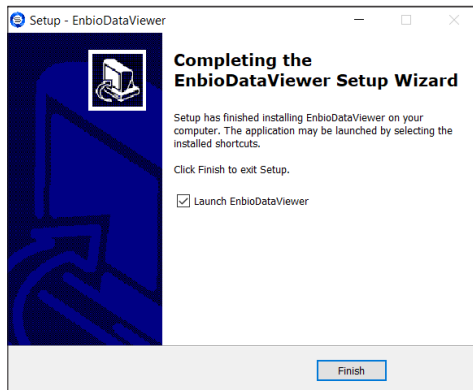 Setup - EnbioDataViewer
Completing the
EnbioDataViewer Setup Wizard
Setup has finished installing EnbioDataViewer on your
computer. The application may be launched by selecting the
installed shortcuts.
Click Finish to exit Setup.
Launch EnbioDataViewer
Finish